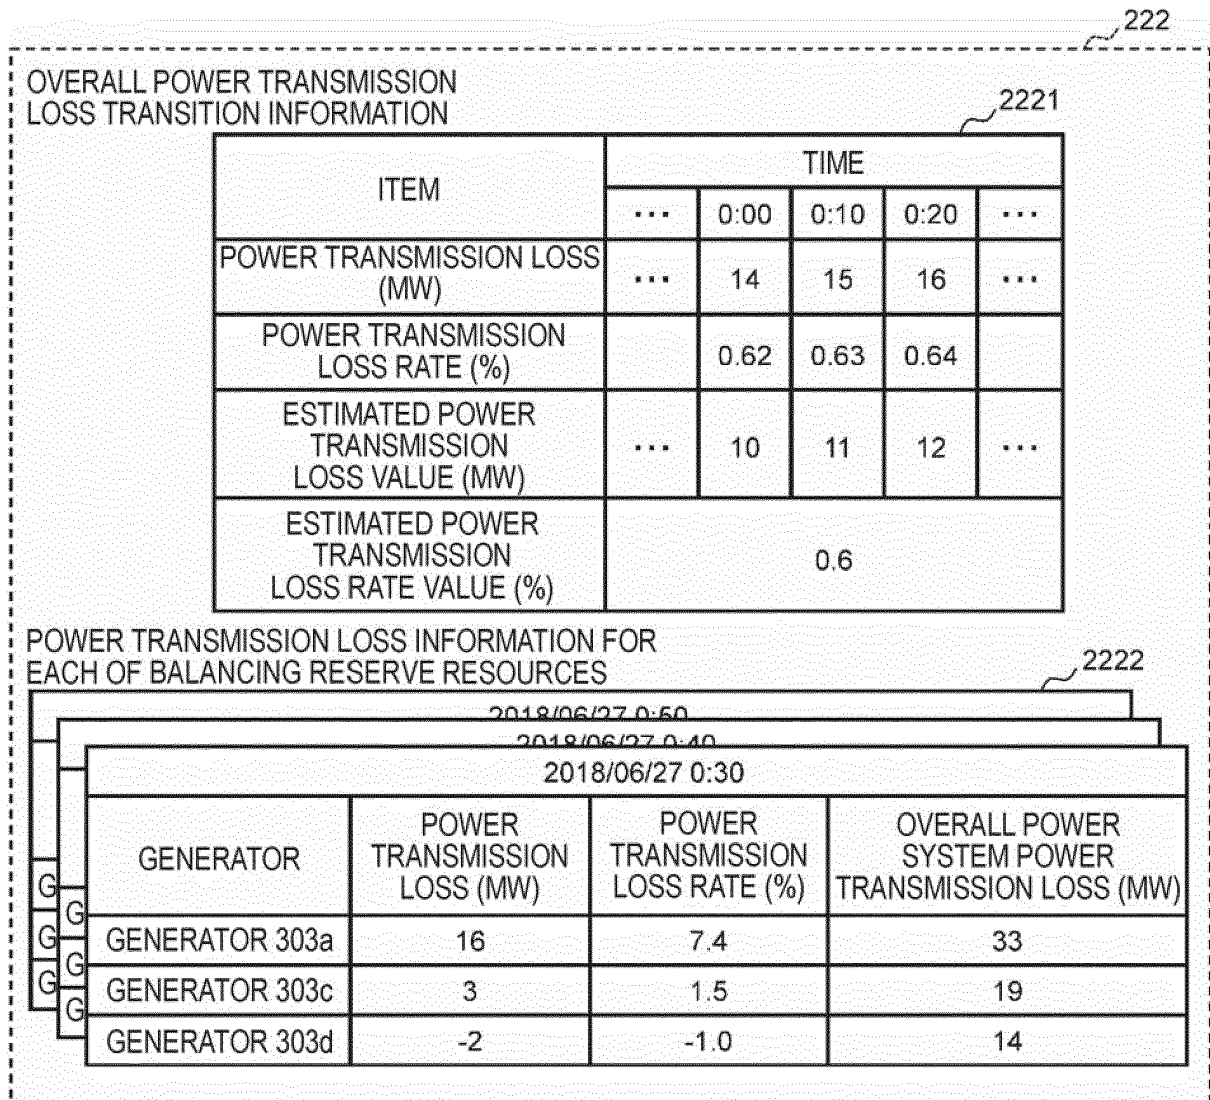 222
OVERALL POWER TRANSMISSION
LOSS TRANSITION INFORMATION
2221
ITEM
TIME
... 0:00 0:10 0:20 ...
POWER TRANSMISSION LOSS
(MW)
... 14 15 16 ...
POWER TRANSMISSION
LOSS RATE (%)
0.62 0.63 0.64
ESTIMATED POWER
TRANSMISSION
LOSS VALUE (MW)
... 10 11 12 ...
ESTIMATED POWER
TRANSMISSION
LOSS RATE VALUE (%)
0.6
POWER TRANSMISSION LOSS INFORMATION FOR
EACH OF BALANCING RESERVE RESOURCES
2222
2018/06/27 0:50
2018/06/27 0:40
2018/06/27 0:30
GENERATOR
POWER
TRANSMISSION
LOSS (MW)
POWER
TRANSMISSION
LOSS RATE (%)
OVERALL POWER
SYSTEM POWER
TRANSMISSION LOSS (MW)
G
G
G
G
G
G
GENERATOR 303a 16 7.4 33
GENERATOR 303c 3 1.5 19
GENERATOR 303d -2 -1.0 14